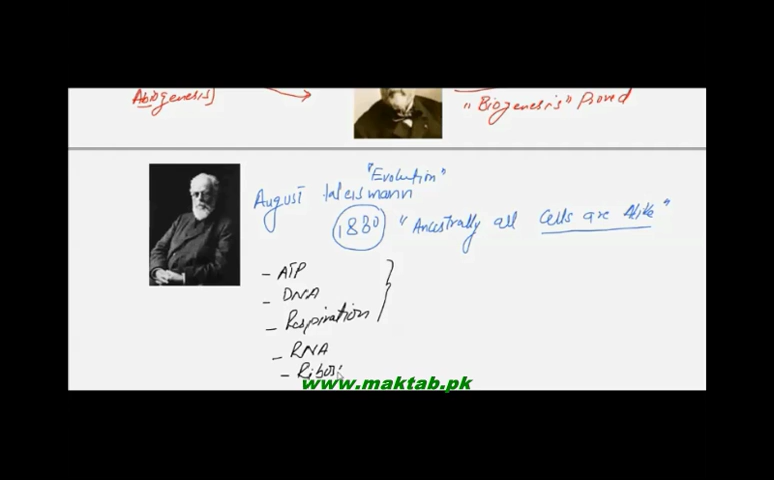 Abiogenesis
"Biogenesis" Proved
"Evolution"
August Weismann
1880 "Ancestrally all Cells are Alike"
- ATP
- DNA
- Respiration
- RNA
- Ribos
www.maktab.pk